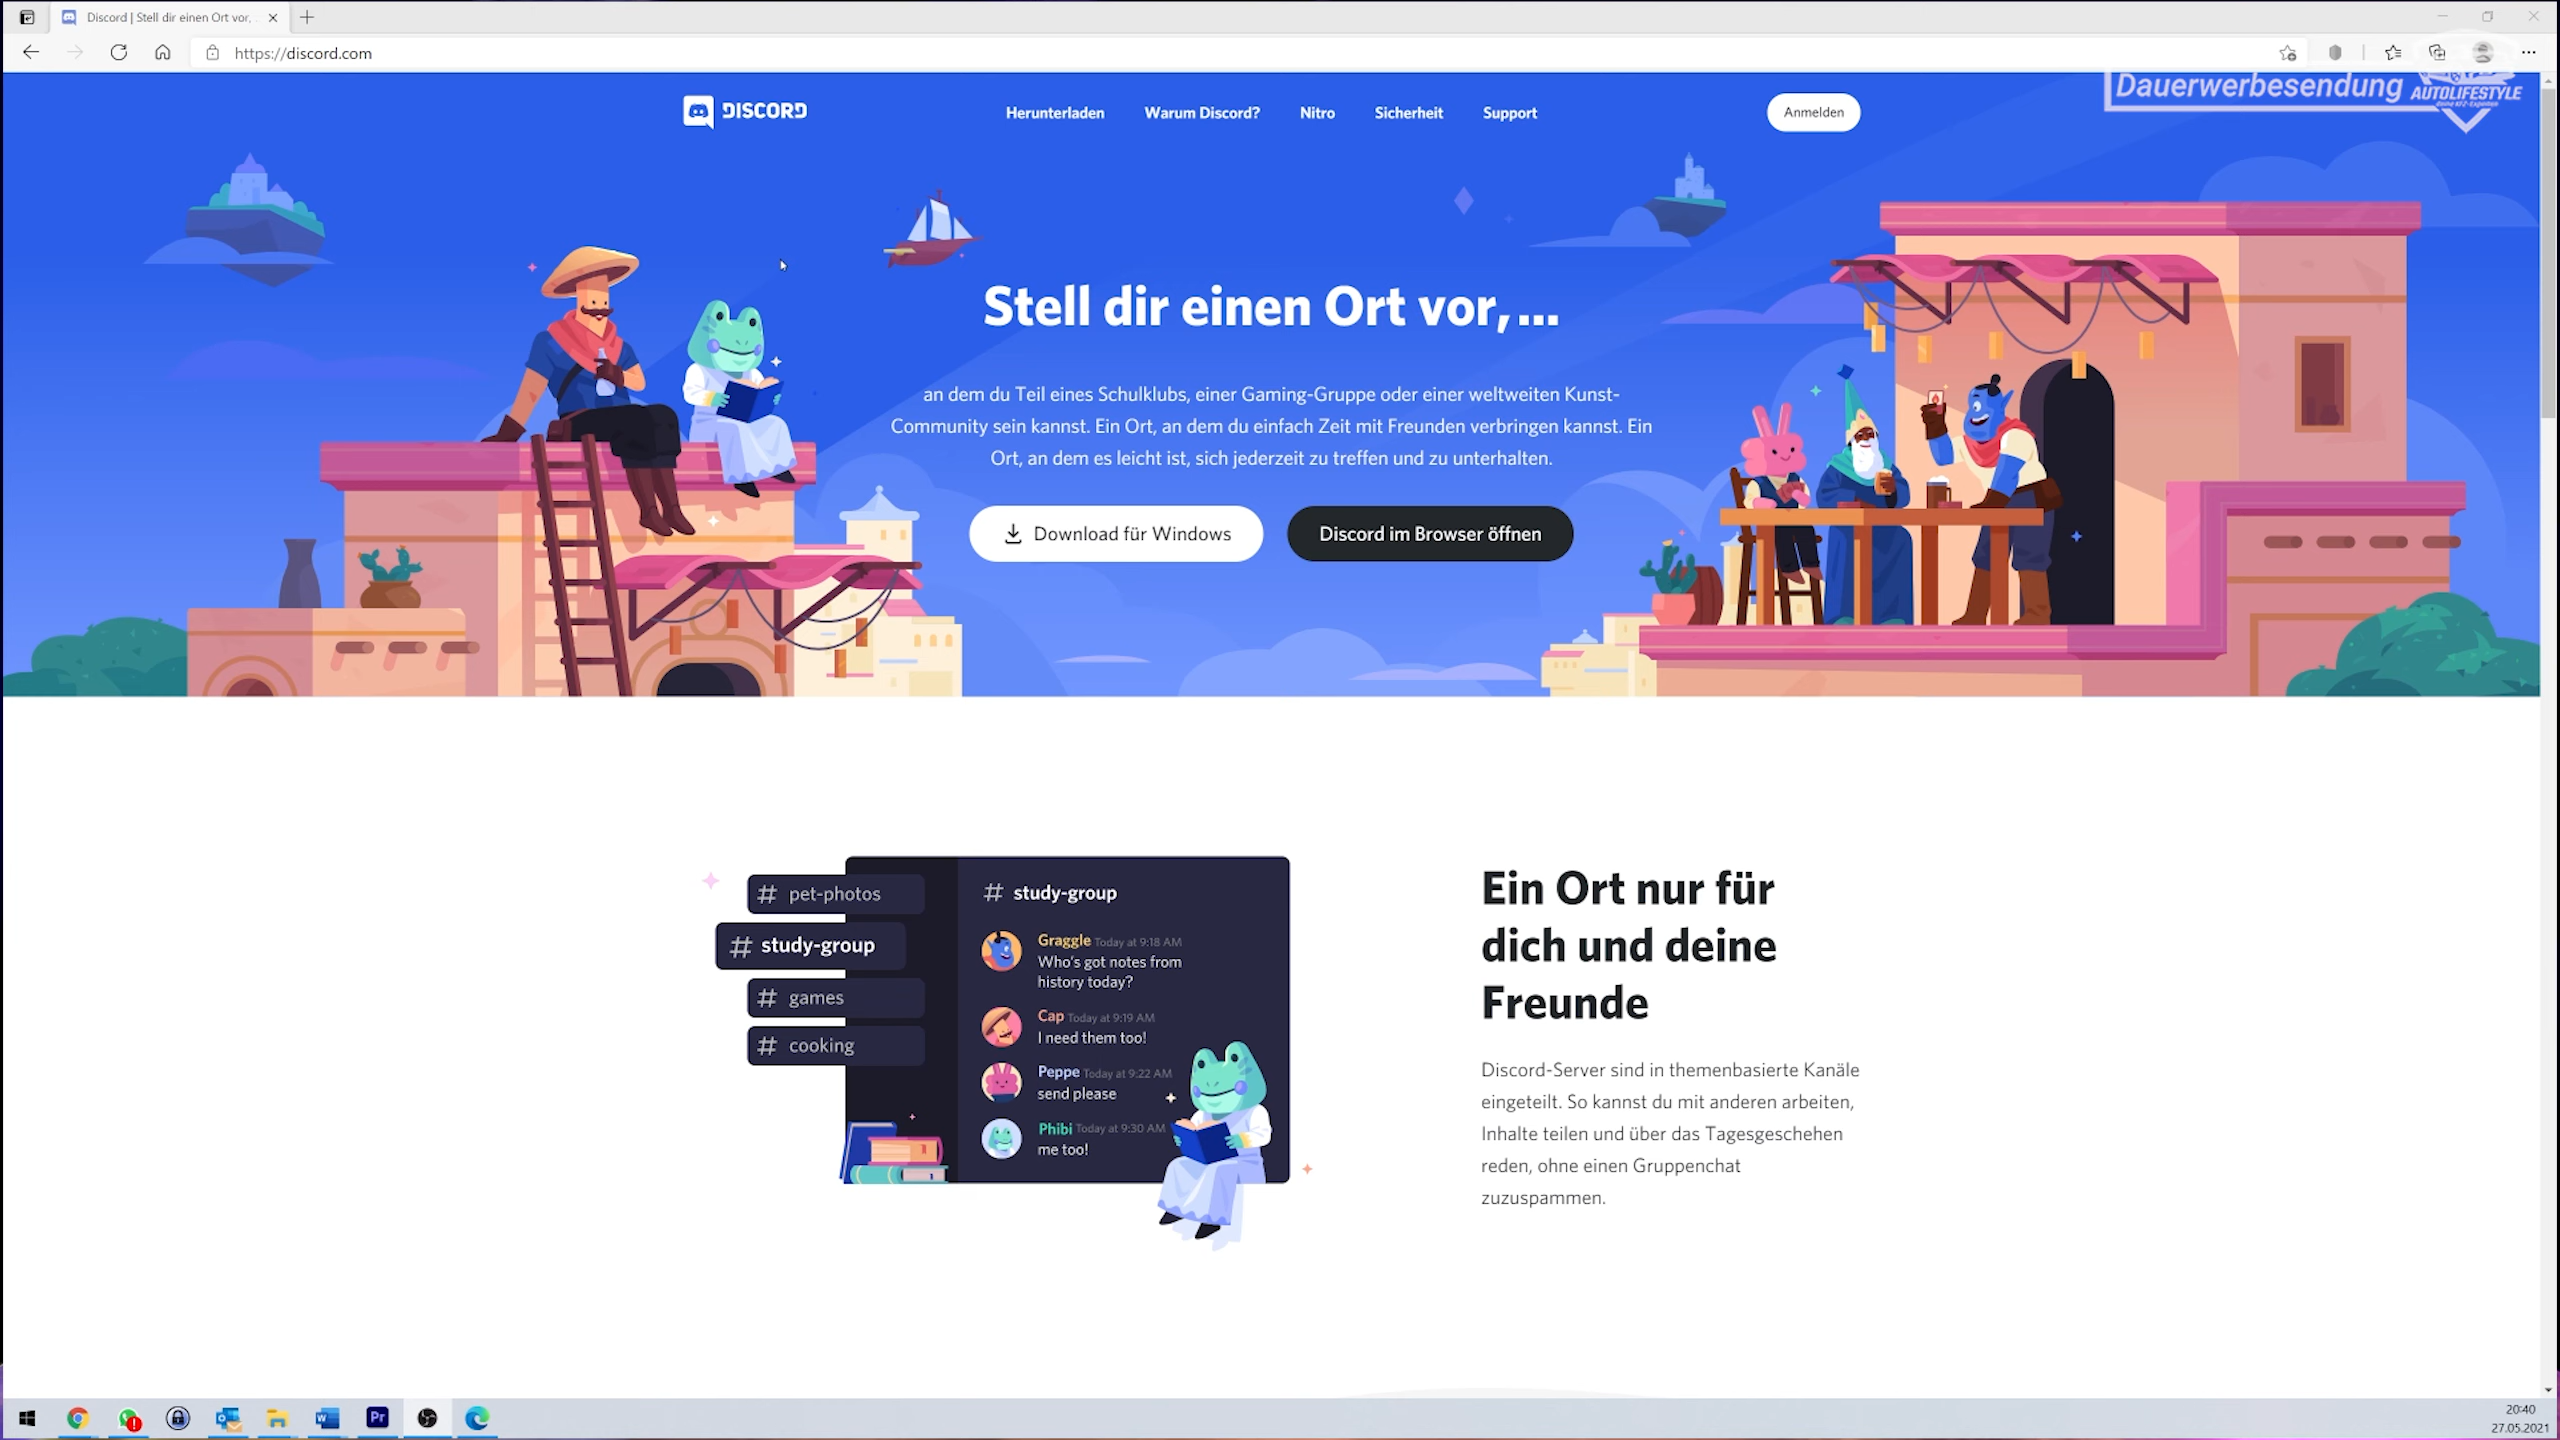 Discord | Stell dir einen Ort vor,
https://discord.com
Dauerwerbesendung
AUTOLIFESTYLE
DISCORD
Herunterladen
Warum Discord?
Nitro
Sicherheit
Support
Anmelden
Stell dir einen Ort vor, ...
an dem du Teil eines Schulklubs, einer Gaming-Gruppe oder einer weltweiten Kunst-
Community sein kannst. Ein Ort, an dem du einfach Zeit mit Freunden verbringen kannst. Ein
Ort, an dem es leicht ist, sich jederzeit zu treffen und zu unterhalten.
Download für Windows
Discord im Browser öffnen
# pet-photos
# study-group
# games
# cooking
# study-group
Graggle Today at 9:18 AM
Who's got notes from
history today?
Cap Today at 9:19 AM
I need them too!
Peppe Today at 9:22 AM
send please
Phibi Today at 9:30 AM
me too!
1
Ein Ort nur für
dich und deine
Freunde
Discord-Server sind in themenbasierte Kanäle
eingeteilt. So kannst du mit anderen arbeiten,
Inhalte teilen und über das Tagesgeschehen
reden, ohne einen Gruppenchat
zuzuspammen.
Pr
20:40
27.05.2021